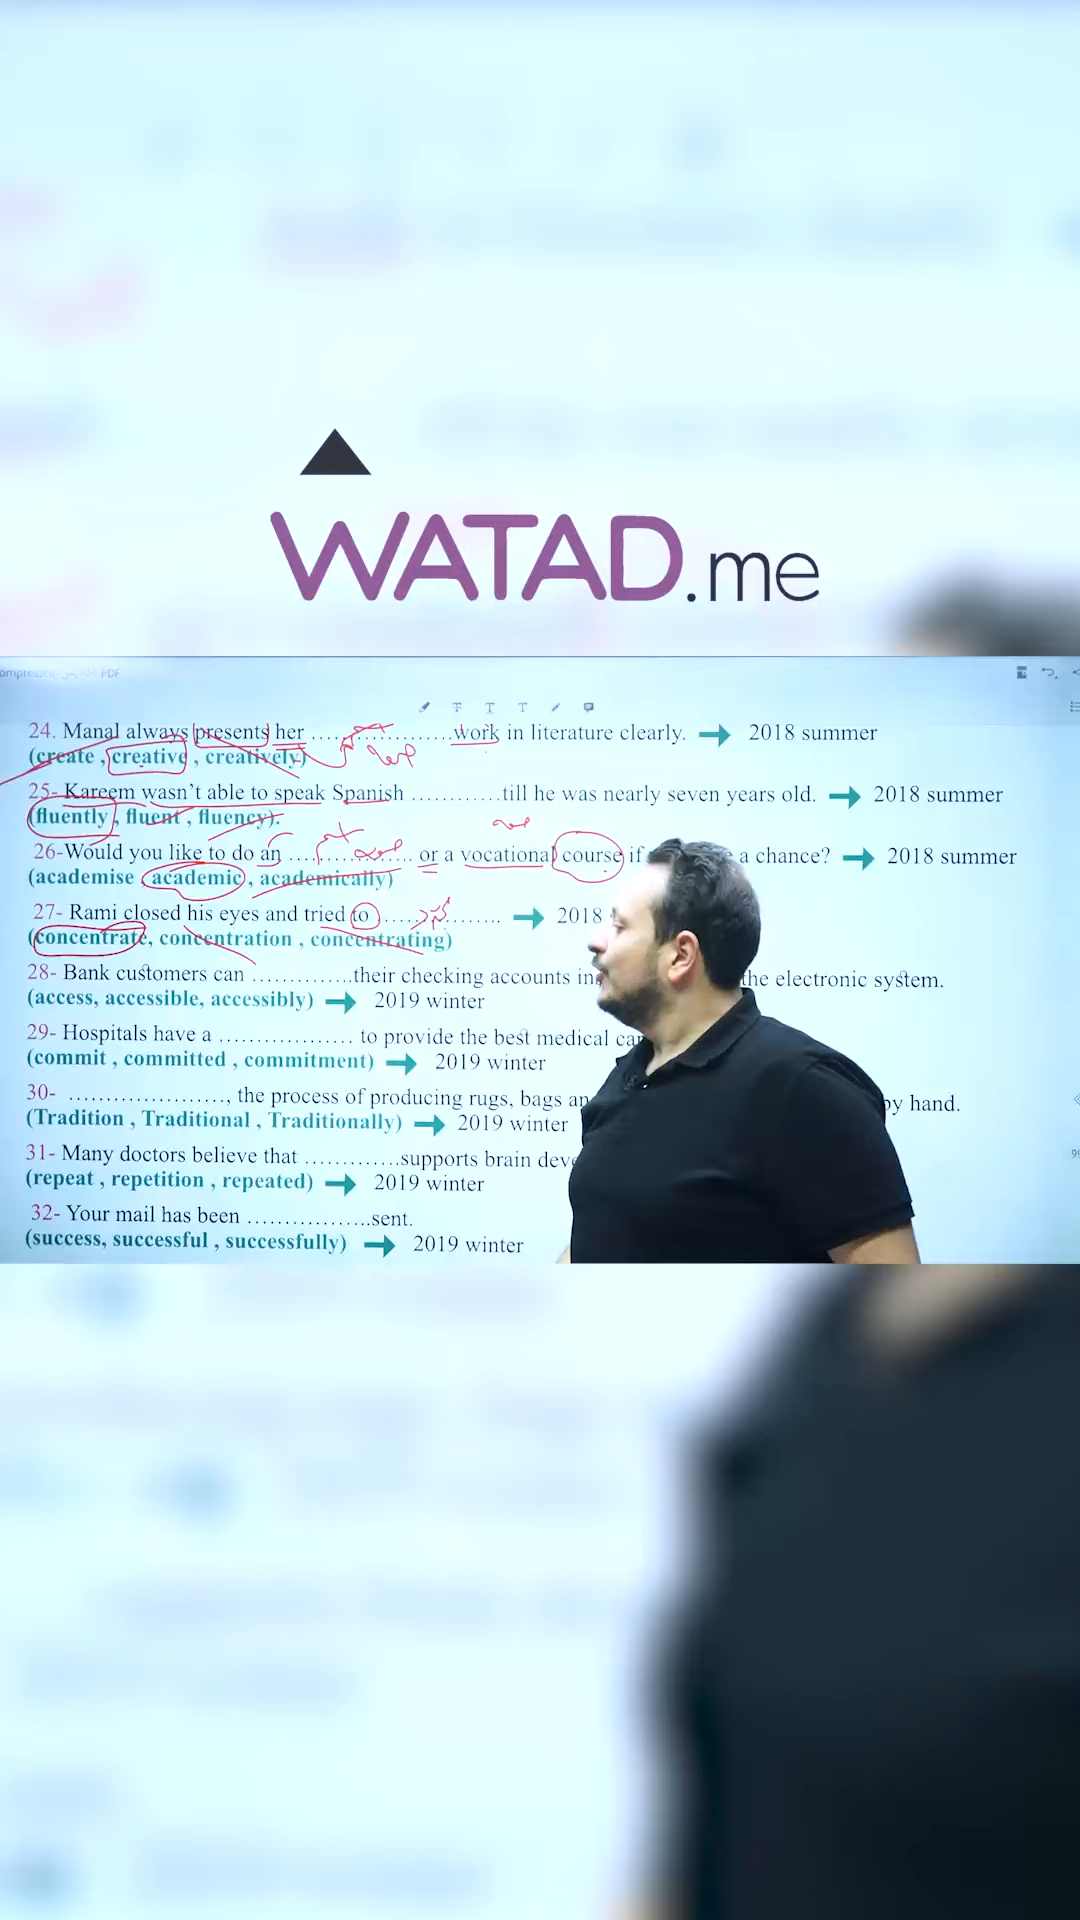 WATAD.me
PDF
24. Manal always presents her .................... work in literature clearly. → 2018 summer
(create , creative , creatively)
25- Kareem wasn't able to speak Spanish ............till he was nearly seven years old. → 2018 summer
(fluently , fluent , fluency).
26-Would you like to do an .................. or a vocational course if a chance? → 2018 summer
(academise academic , academically)
27- Rami closed his eyes and tried to ................. → 2018
(concentrate, concentration , concentrating)
28- Bank customers can ..............their checking accounts the electronic system.
(access, accessible, accessibly) → 2019 winter
29- Hospitals have a .................. to provide the best medical
(commit , committed , commitment) → 2019 winter
30- ....................., the process of producing rugs, bags by hand.
(Tradition , Traditional , Traditionally) → 2019 winter
31- Many doctors believe that .............supports brain
(repeat , repetition , repeated) → 2019 winter
32- Your mail has been .................sent.
(success, successful , successfully) → 2019 winter